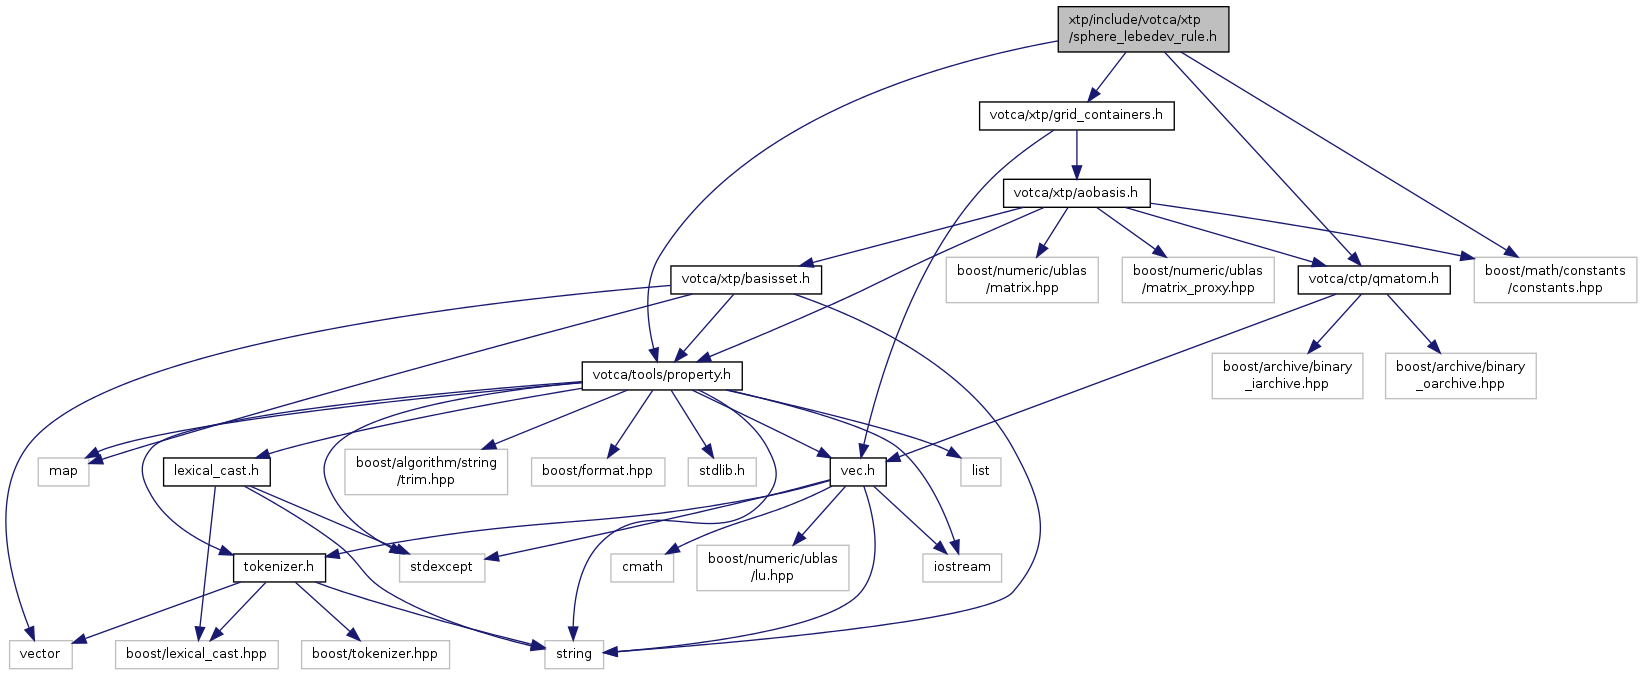 xtp/include/votca/xtp
/sphere_lebedev_rule.h
votca/xtp/grid_containers.h
votca/xtp/aobasis.h
votca/xtp/basisset.h
boost/numeric/ublas
/matrix.hpp
boost/numeric/ublas
/matrix_proxy.hpp
votca/ctp/qmatom.h
boost/math/constants
/constants.hpp
votca/tools/property.h
boost/archive/binary
_iarchive.hpp
boost/archive/binary
_oarchive.hpp
map
lexical_cast.h
boost/algorithm/string
/trim.hpp
boost/format.hpp
stdlib.h
vec.h
list
tokenizer.h
stdexcept
cmath
boost/numeric/ublas
/lu.hpp
iostream
vector
boost/lexical_cast.hpp
boost/tokenizer.hpp
string